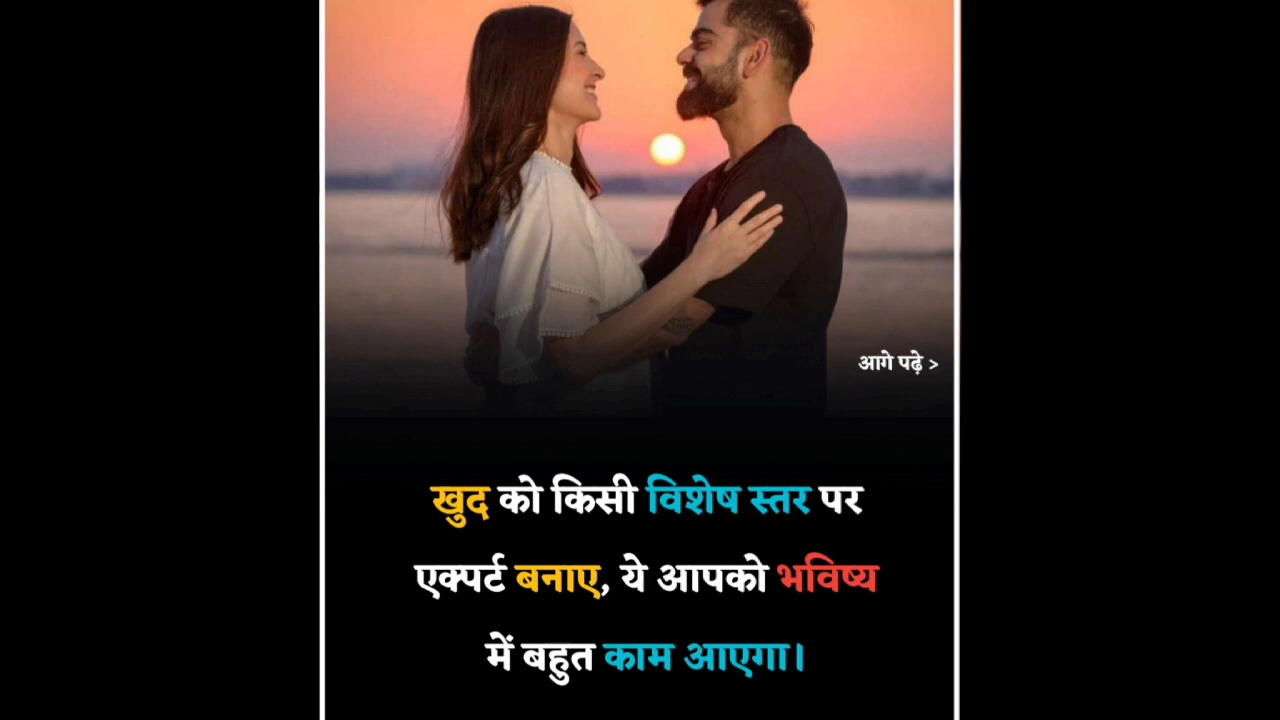 आगे पढ़े >
खुद को किसी विशेष स्तर पर
एक्पर्ट बनाए, ये आपको भविष्य
में बहुत काम आएगा।